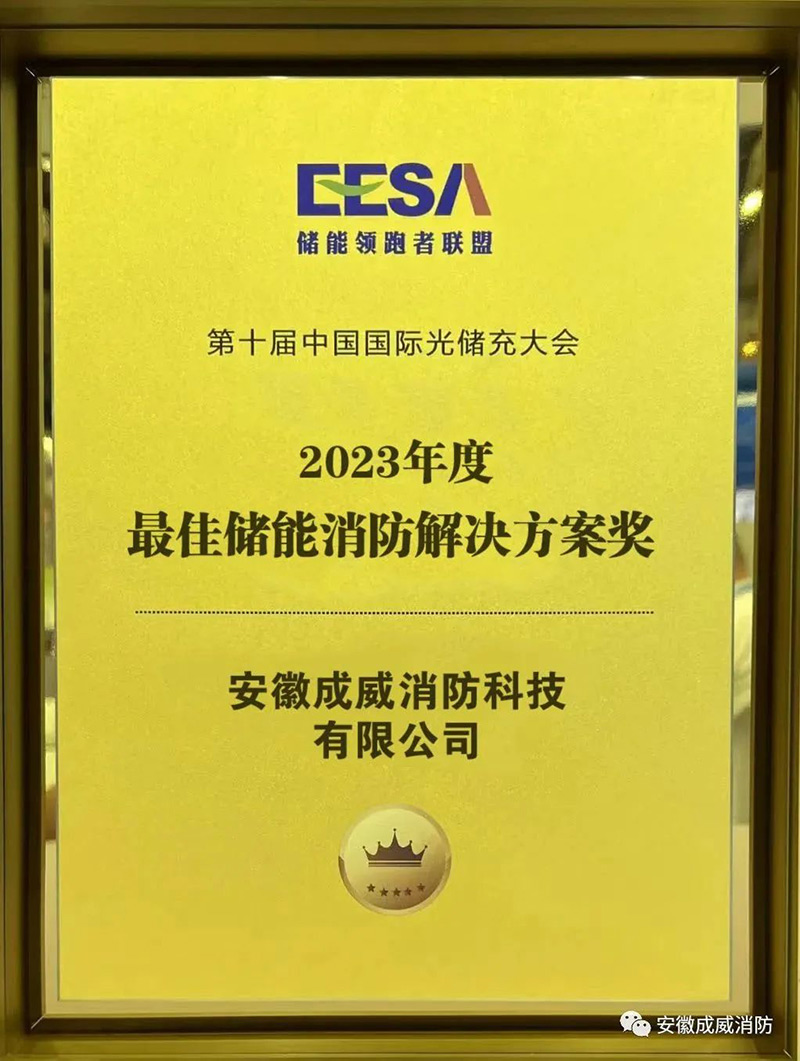 EESA
储能领跑者联盟
第十届中国国际光储充大会
2023年度
最佳储能消防解决方案奖
安徽成威消防科技
有限公司
安徽成威消防